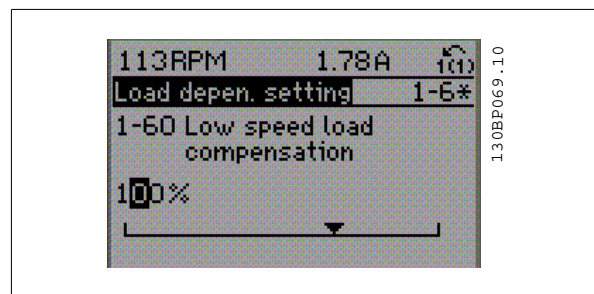 113RPM 1.78A 1(1)
Load depen. setting 1-6*
1-60 Low speed load
compensation
100%
130BP069.10